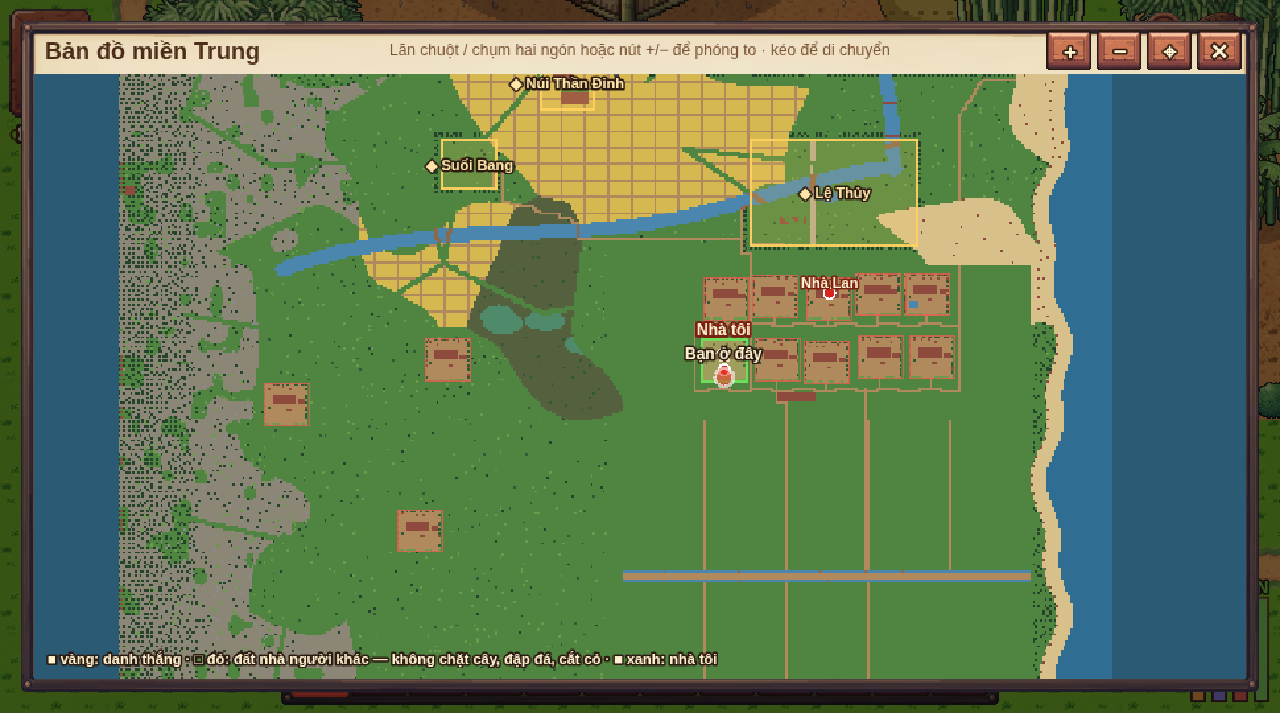 Bản đồ miền Trung
Lăn chuột / chụm hai ngón hoặc nút +/− để phóng to · kéo để di chuyển
Núi Thần Đinh
Suối Bang
Lệ Thủy
Nhà Lan
Nhà tôi
Bạn ở đây
■ vàng: danh thắng · □ đỏ: đất nhà người khác — không chặt cây, đập đá, cắt cỏ · ■ xanh: nhà tôi